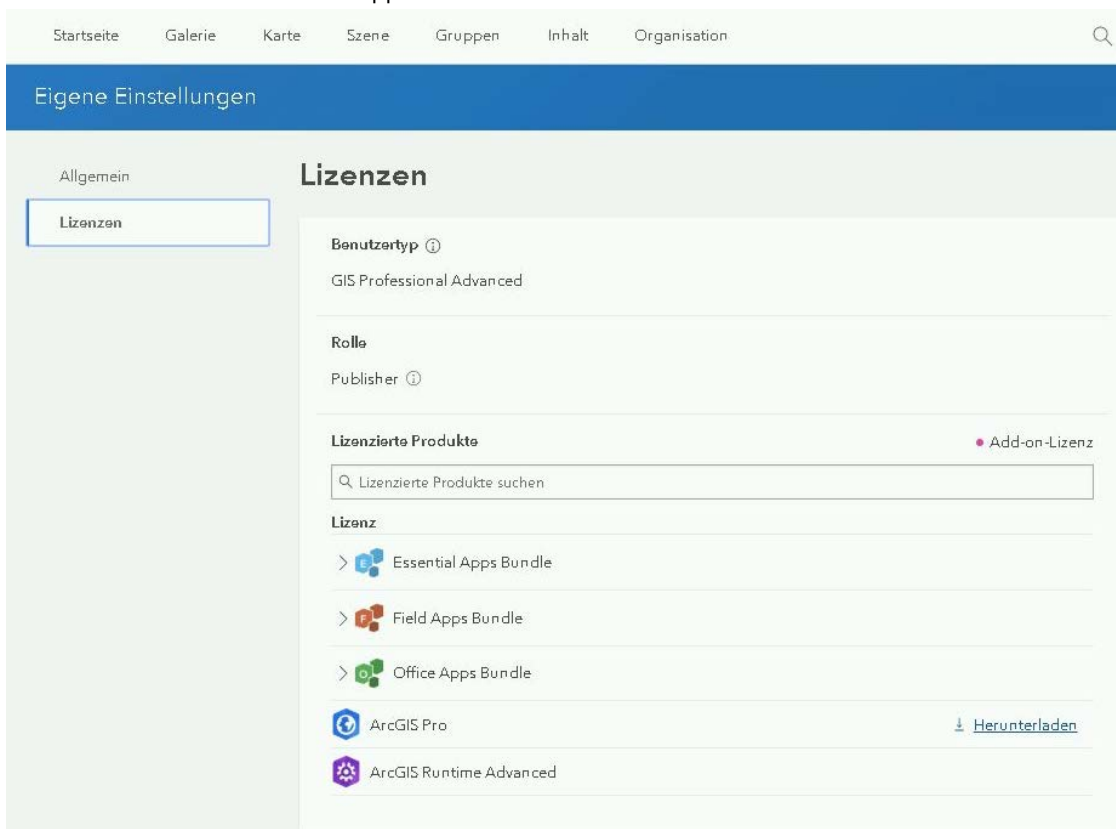 Startseite Galerie Karte Szene Gruppen Inhalt Organisation
Eigene Einstellungen
Allgemein
Lizenzen
Lizenzen
Benutzertyp
GIS Professional Advanced
Rolle
Publisher
Lizenzierte Produkte
Add-on-Lizenz
Lizenzierte Produkte suchen
Lizenz
E Essential Apps Bundle
F Field Apps Bundle
O Office Apps Bundle
ArcGIS Pro Herunterladen
ArcGIS Runtime Advanced